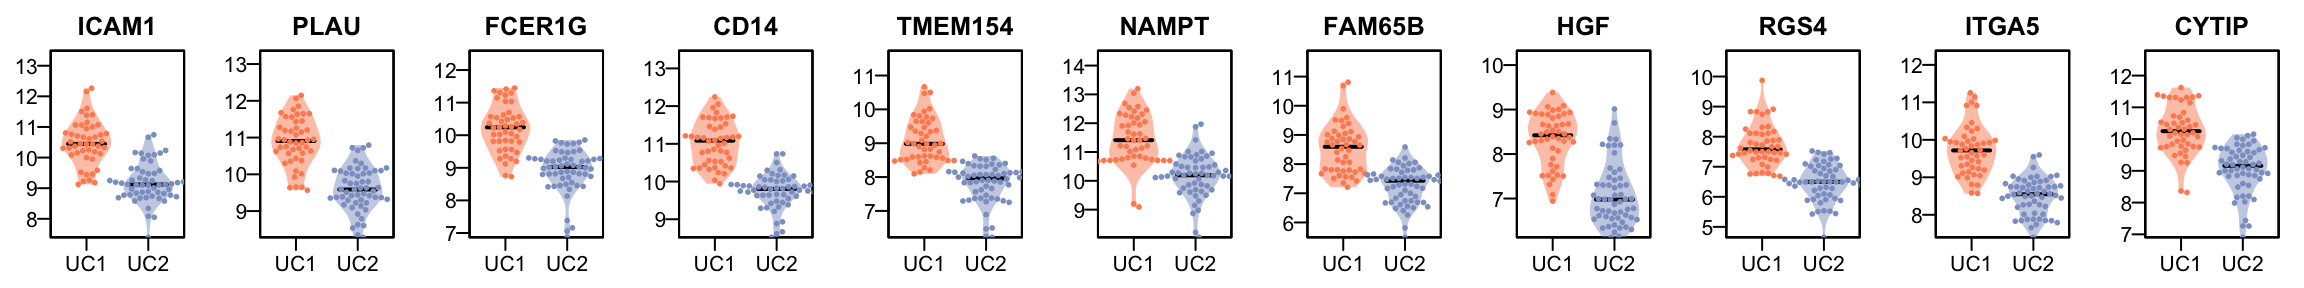 ICAM1 PLAU FCER1G CD14 TMEM154 NAMPT FAM65B HGF RGS4 ITGA5 CYTIP
13 12 11 10 9 8
13 12 11 10 9
12 11 10 9 8 7
13 12 11 10 9
11 10 9 8 7
14 13 12 11 10 9
11 10 9 8 7 6
10 9 8 7
10 9 8 7 6 5
12 11 10 9 8
12 11 10 9 8 7
UC1 UC2 UC1 UC2 UC1 UC2 UC1 UC2 UC1 UC2 UC1 UC2 UC1 UC2 UC1 UC2 UC1 UC2 UC1 UC2 UC1 UC2